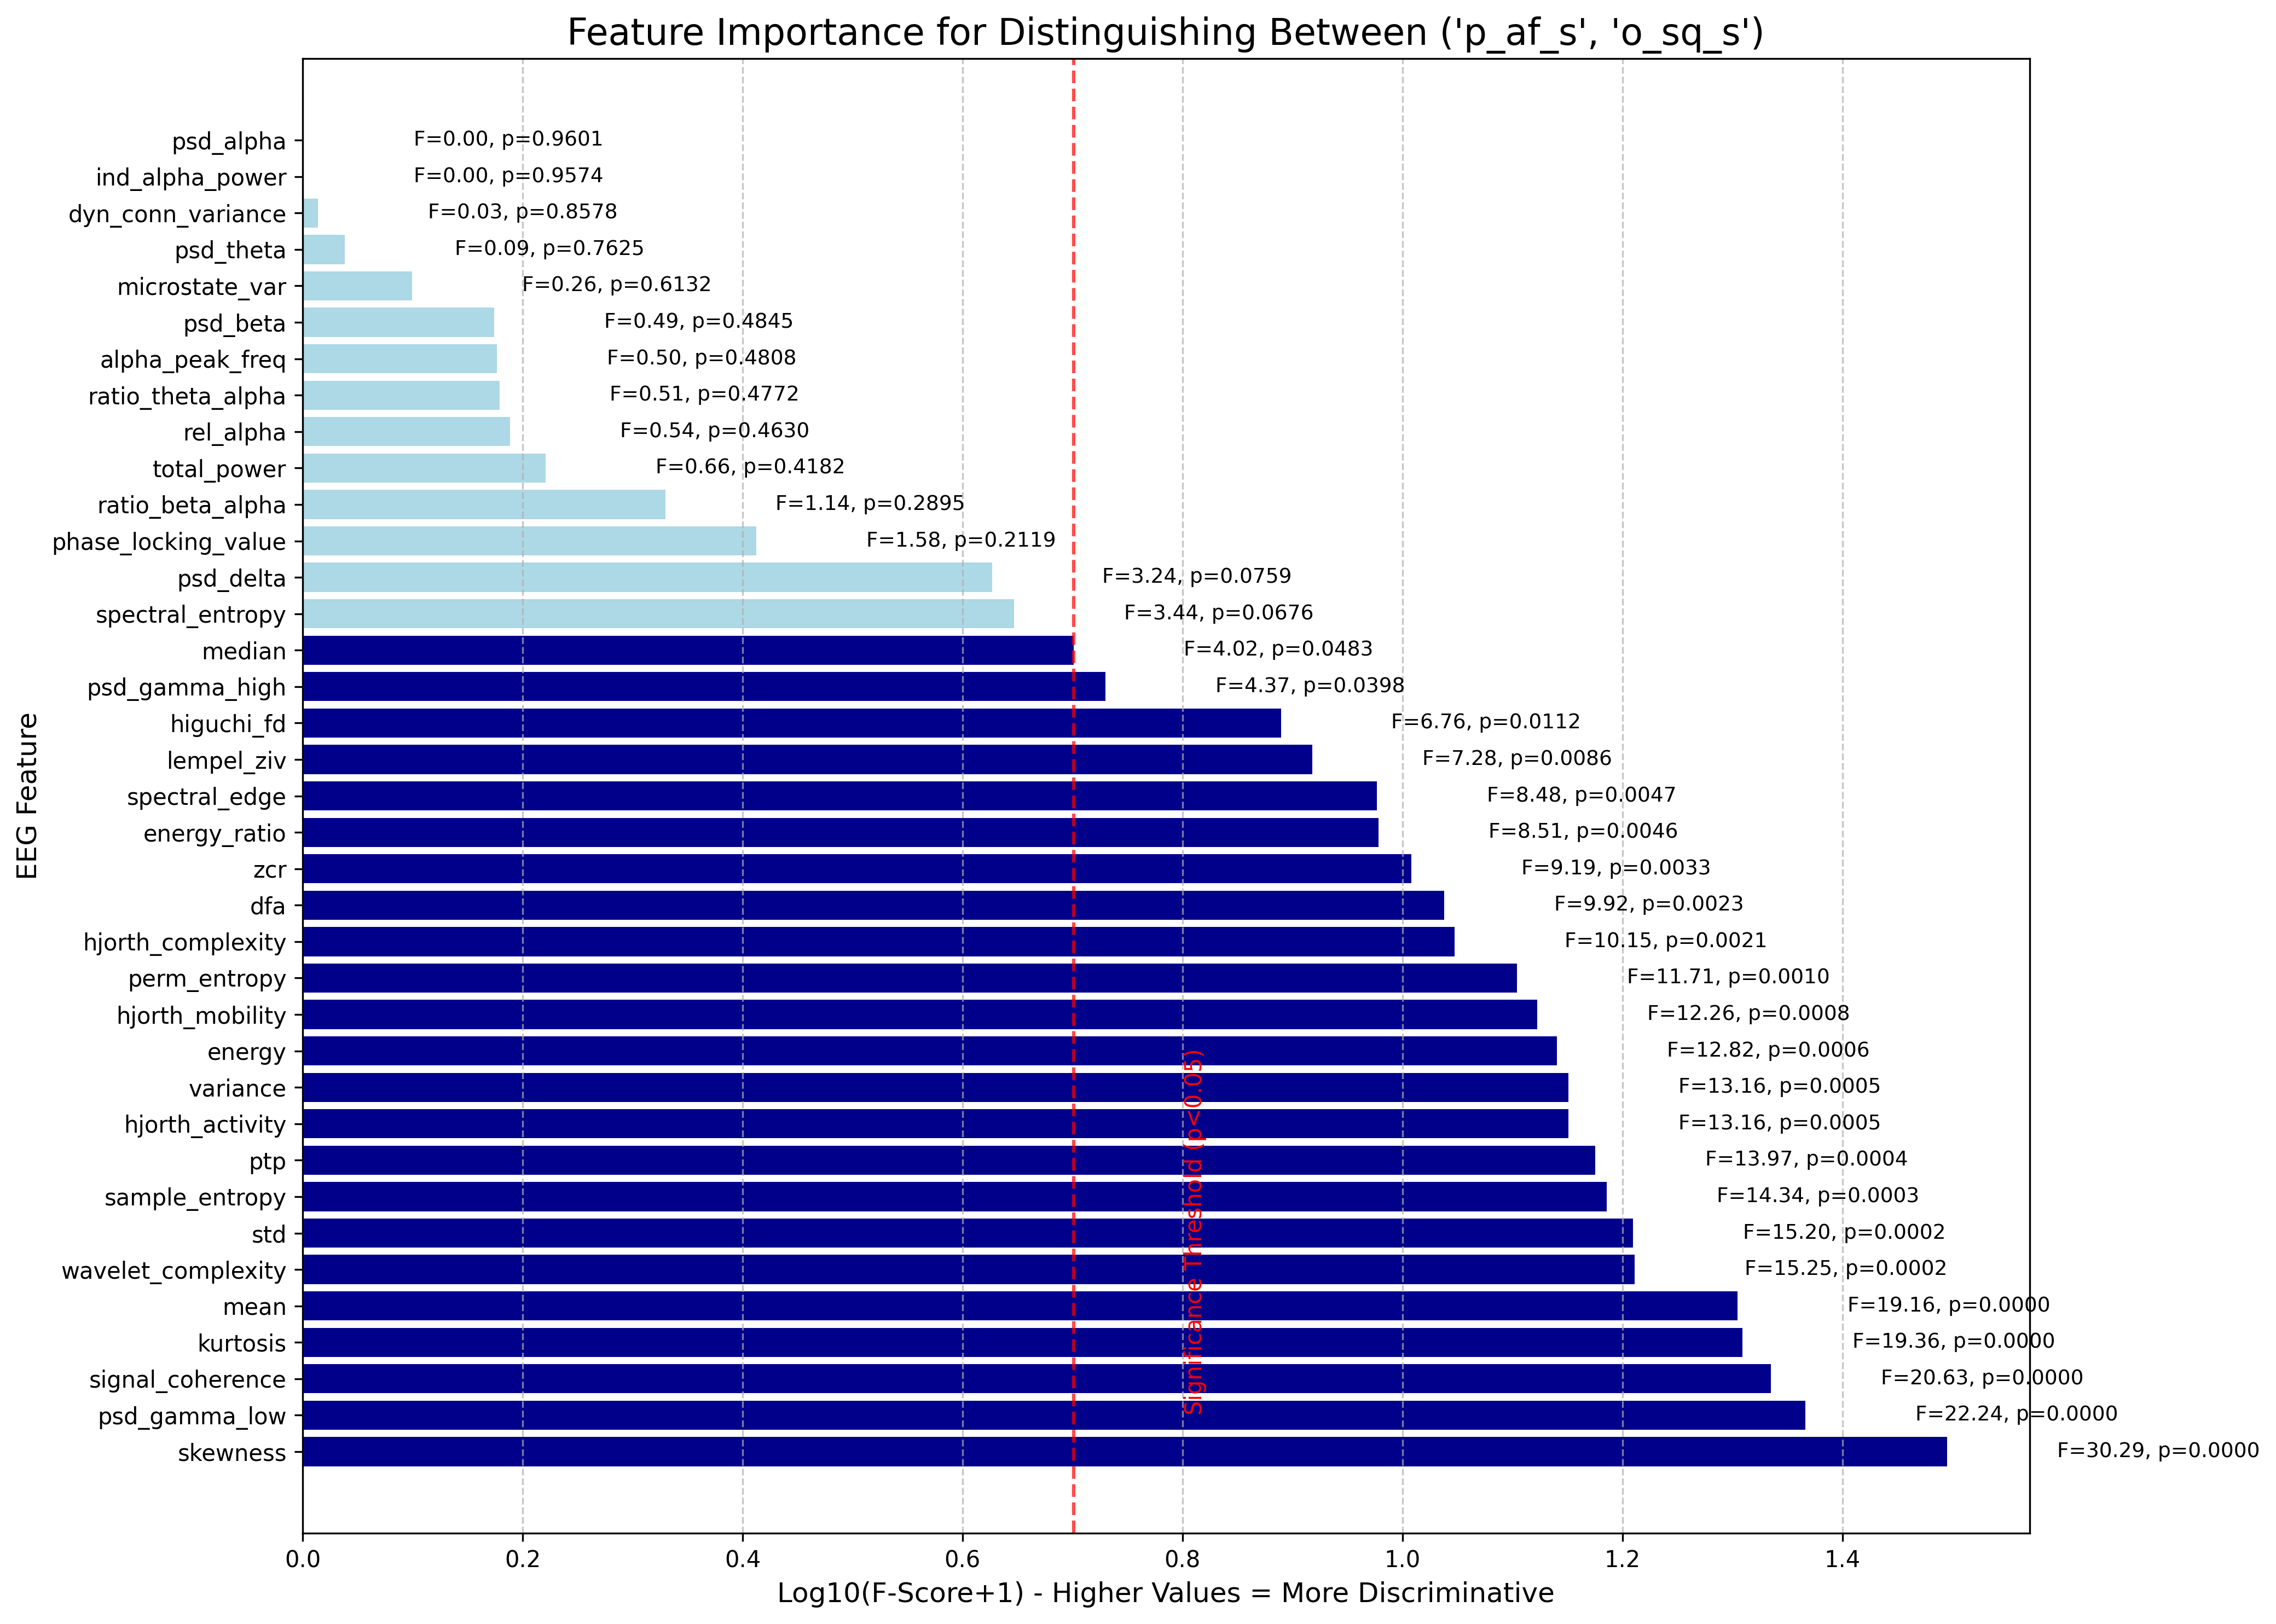 Feature Importance for Distinguishing Between ('p_af_s', 'o_sq_s')
EEG Feature
psd_alpha F=0.00, p=0.9601
ind_alpha_power F=0.00, p=0.9574
dyn_conn_variance F=0.03, p=0.8578
psd_theta F=0.09, p=0.7625
microstate_var F=0.26, p=0.6132
psd_beta F=0.49, p=0.4845
alpha_peak_freq F=0.50, p=0.4808
ratio_theta_alpha F=0.51, p=0.4772
rel_alpha F=0.54, p=0.4630
total_power F=0.66, p=0.4182
ratio_beta_alpha F=1.14, p=0.2895
phase_locking_value F=1.58, p=0.2119
psd_delta F=3.24, p=0.0759
spectral_entropy F=3.44, p=0.0676
median F=4.02, p=0.0483
psd_gamma_high F=4.37, p=0.0398
higuchi_fd F=6.76, p=0.0112
lempel_ziv F=7.28, p=0.0086
spectral_edge F=8.48, p=0.0047
energy_ratio F=8.51, p=0.0046
zcr F=9.19, p=0.0033
dfa F=9.92, p=0.0023
hjorth_complexity F=10.15, p=0.0021
perm_entropy F=11.71, p=0.0010
hjorth_mobility F=12.26, p=0.0008
energy F=12.82, p=0.0006
variance F=13.16, p=0.0005
hjorth_activity F=13.16, p=0.0005
ptp F=13.97, p=0.0004
sample_entropy F=14.34, p=0.0003
std F=15.20, p=0.0002
wavelet_complexity F=15.25, p=0.0002
mean F=19.16, p=0.0000
kurtosis F=19.36, p=0.0000
signal_coherence F=20.63, p=0.0000
psd_gamma_low F=22.24, p=0.0000
skewness F=30.29, p=0.0000
Significance Threshold (p<0.05)
0.0 0.2 0.4 0.6 0.8 1.0 1.2 1.4
Log10(F-Score+1) - Higher Values = More Discriminative